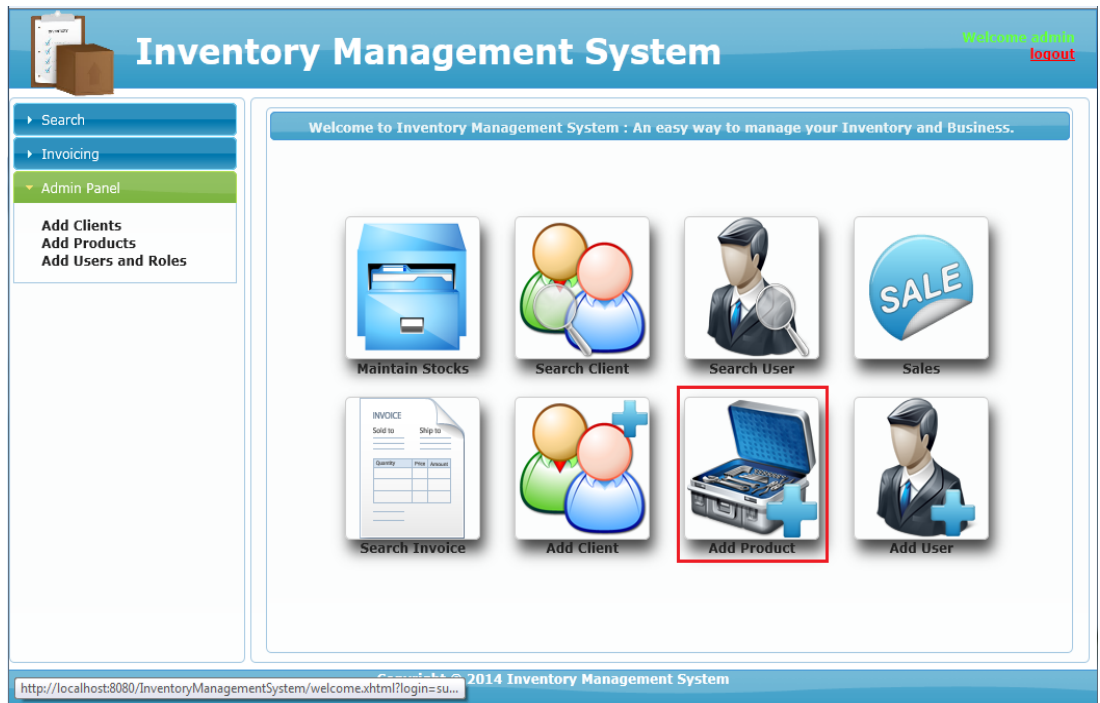 Inventory Management System
Welcome admin
logout
Search
Invoicing
Admin Panel
Add Clients
Add Products
Add Users and Roles
Welcome to Inventory Management System : An easy way to manage your Inventory and Business.
SALE
Maintain Stocks
Search Client
Search User
Sales
INVOICE
Sold to Ship to
Quantity Price Amount
Search Invoice
Add Client
Add Product
Add User
Copyright © 2014 Inventory Management System
http://localhost:8080/InventoryManagementSystem/welcome.xhtml?login=su...